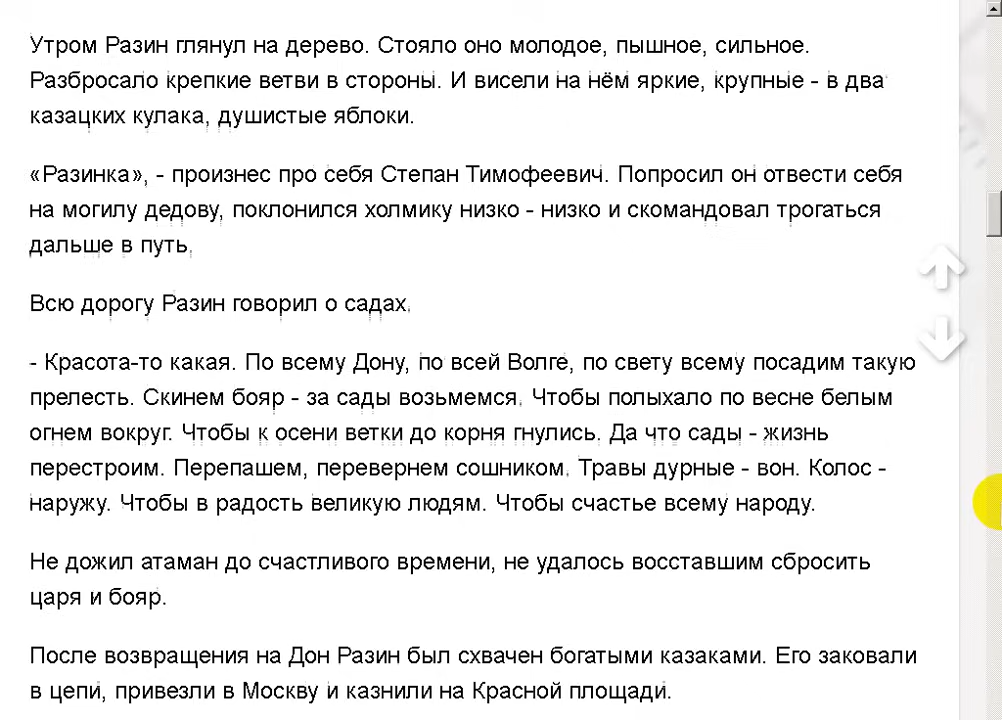 Утром Разин глянул на дерево. Стояло оно молодое, пышное, сильное.
Разбросало крепкие ветви в стороны. И висели на нём яркие, крупные - в два
казацких кулака, душистые яблоки.
«Разинка», - произнес про себя Степан Тимофеевич. Попросил он отвести себя
на могилу дедову, поклонился холмику низко - низко и скомандовал трогаться
дальше в путь.
Всю дорогу Разин говорил о садах.
- Красота-то какая. По всему Дону, по всей Волге, по свету всему посадим такую
прелесть. Скинем бояр - за сады возьмемся. Чтобы полыхало по весне белым
огнем вокруг. Чтобы к осени ветки до корня гнулись. Да что сады - жизнь
перестроим. Перепашем, перевернем сошником. Травы дурные - вон. Колос -
наружу. Чтобы в радость великую людям. Чтобы счастье всему народу.
Не дожил атаман до счастливого времени, не удалось восставшим сбросить
царя и бояр.
После возвращения на Дон Разин был схвачен богатыми казаками. Его заковали
в цепи, привезли в Москву и казнили на Красной площади.